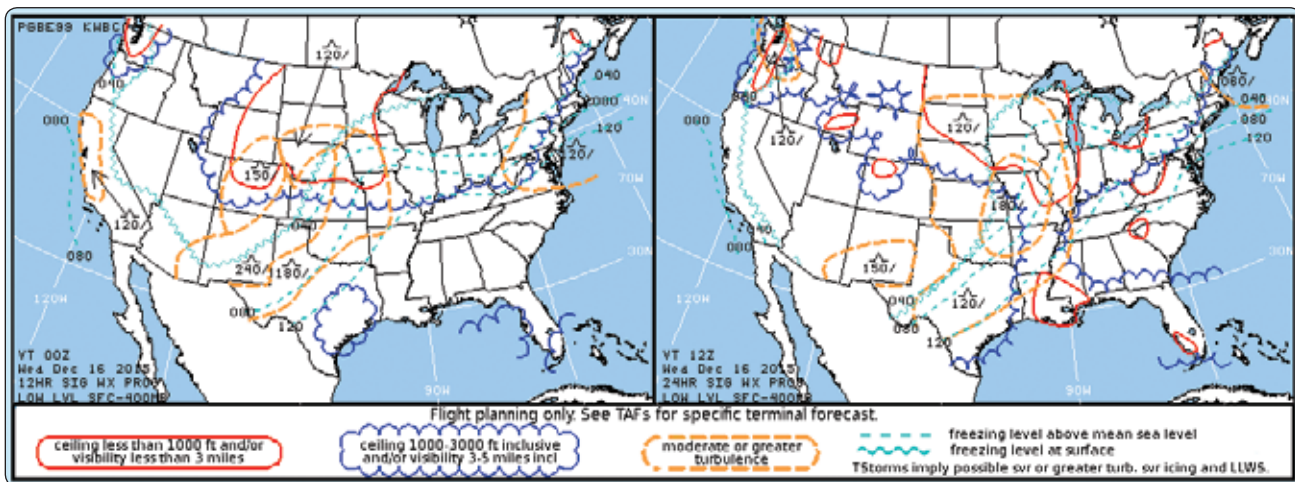 PGBE99 KWBC
120/
040
080
150/
120/
080
040
240/
180/
080
120
040
080
40N
120
120/
70W
30N
120W
90W
VT 00Z
Wed Dec 16 2015
12HR SIG WX PROG
LOW LVL SFC-400MB
080
120/
120/
080/
040
40N
080
120
70W
180/
040
080
150/
040
080
120
120/
30N
120W
90W
VT 12Z
Wed Dec 16 2015
24HR SIG WX PROG
LOW LVL SFC-400MB
Flight planning only. See TAFs for specific terminal forecast.
ceiling less than 1000 ft and/or
visibility less than 3 miles
ceiling 1000-3000 ft inclusive
and/or visibility 3-5 miles incl
moderate or greater
turbulence
freezing level above mean sea level
freezing level at surface
TStorms imply possible svr or greater turb. svr icing and LLWS.